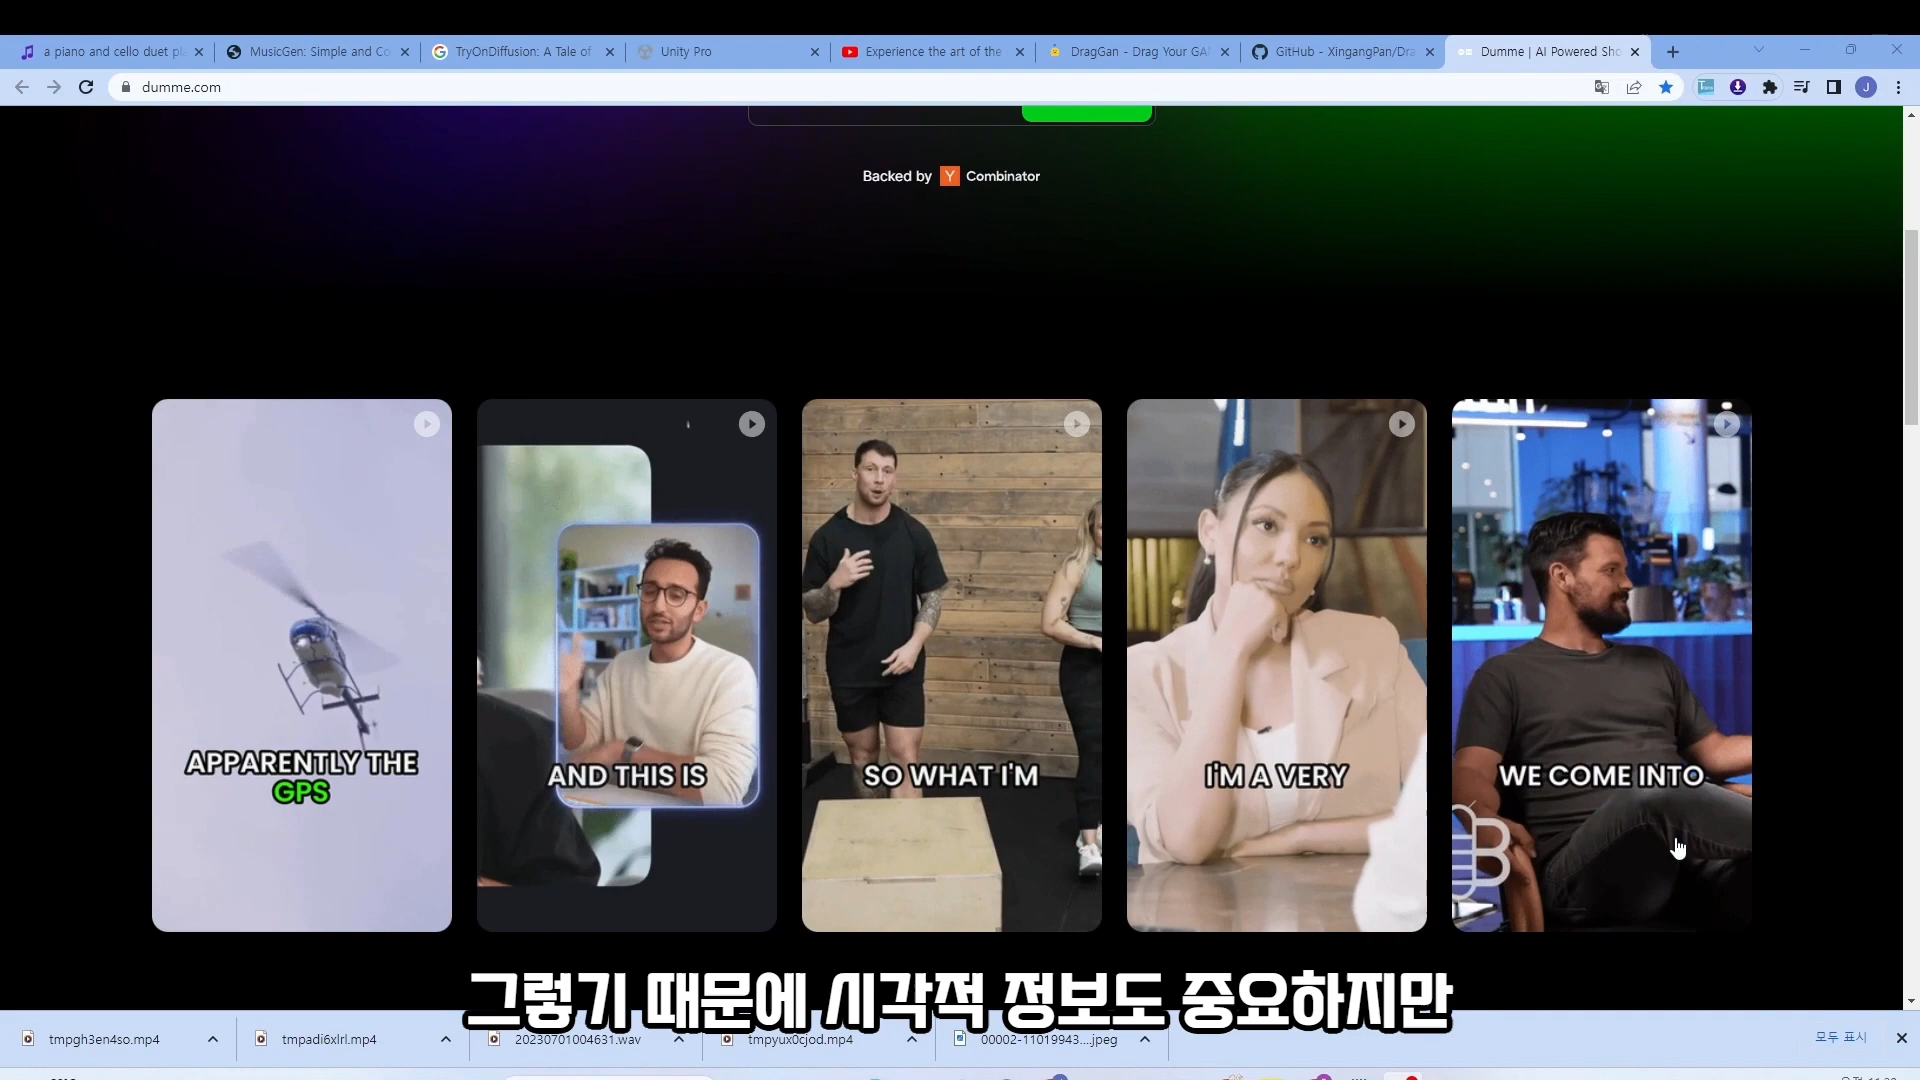 a piano and cello duet pl
MusicGen: Simple and Co
TryOnDiffusion: A Tale of
Unity Pro
Experience the art of the
DragGan - Drag Your GA
GitHub - XingangPan/Dra
Dumme | AI Powered Sho
dumme.com
J
Backed by Y Combinator
APPARENTLY THE
GPS
AND THIS IS
SO WHAT I'M
I'M A VERY
WE COME INTO
그렇기 때문에 시각적 정보도 중요하지만
tmpgh3en4so.mp4
tmpadi6xlrl.mp4
20230701004631.wav
tmpyux0cjod.mp4
00002-11019943....jpeg
모두 표시